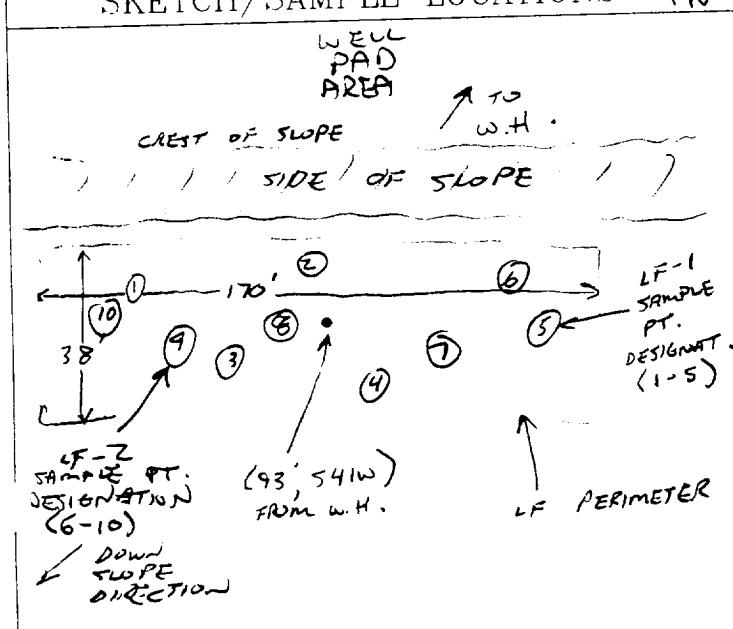 SKETCH/SAMPLE LOCATIONS
WELL
PAD
AREA
TO
W.H.
CREST OF SLOPE
SIDE OF SLOPE
2
6
1
170'
10
LF-1
SAMPLE
PT.
DESIGNAT.
(1-5)
8
5
38'
9
3
7
4
LF-2
SAMPLE PT.
DESIGNATION
(6-10)
(93', S41W)
FROM W.H.
LF PERIMETER
DOWN
SLOPE
DIRECTION